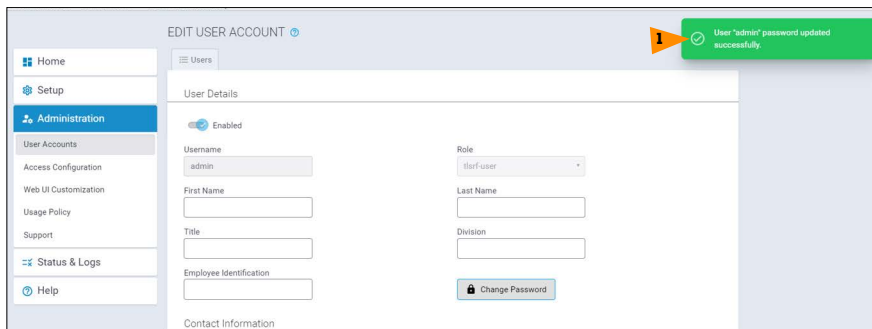 EDIT USER ACCOUNT
1
User "admin" password updated
successfully.
Home
Users
Setup
User Details
Administration
Enabled
User Accounts
Username
Role
Access Configuration
admin
tlsrf-user
Web UI Customization
First Name
Last Name
Usage Policy
Support
Title
Division
Status & Logs
Employee Identification
Help
Change Password
Contact Information